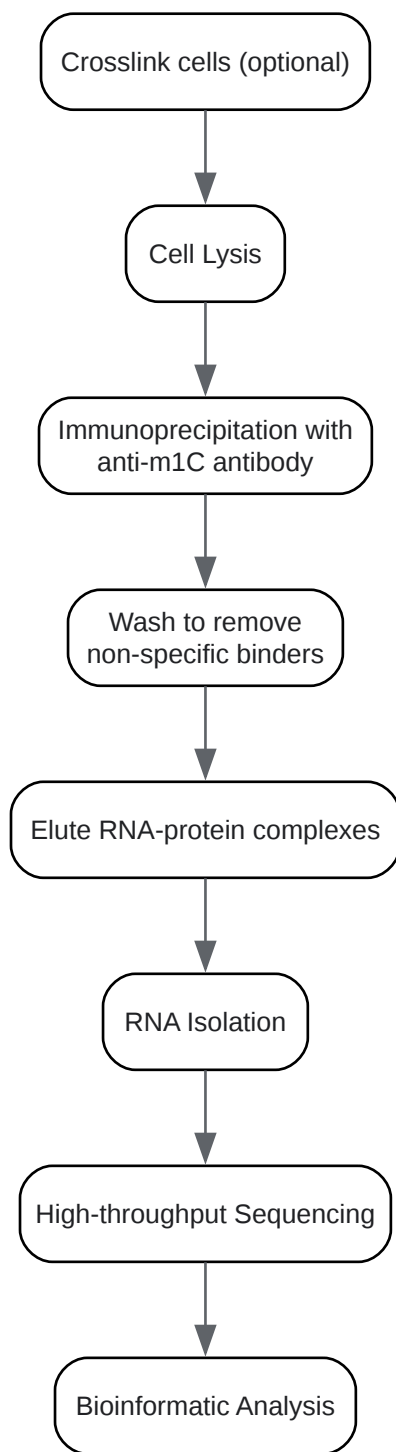 Crosslink cells (optional)
Cell Lysis
Immunoprecipitation with
anti-m1C antibody
Wash to remove
non-specific binders
Elute RNA-protein complexes
RNA Isolation
High-throughput Sequencing
Bioinformatic Analysis